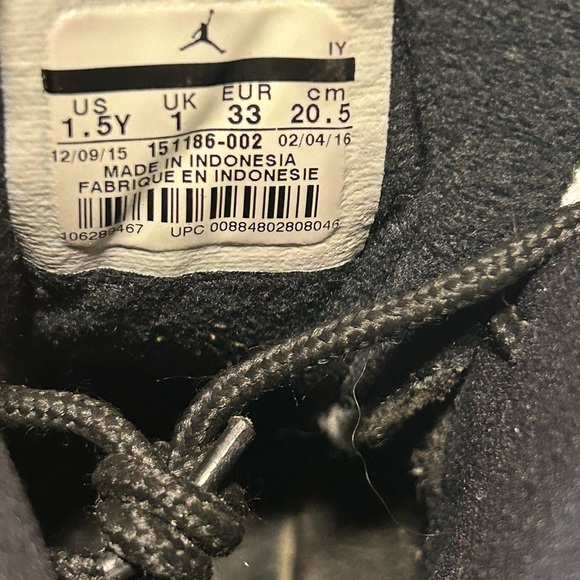 IY
US UK EUR cm
1.5Y 1 33 20.5
12/09/15 151186-002 02/04/16
MADE IN INDONESIA
FABRIQUE EN INDONESIE
UPC 00884802808046